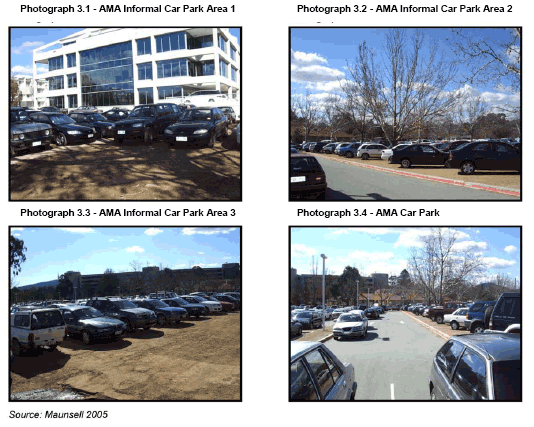 Photograph 3.1 - AMA Informal Car Park Area 1
Photograph 3.2 - AMA Informal Car Park Area 2
Photograph 3.3 - AMA Informal Car Park Area 3
Photograph 3.4 - AMA Car Park
Source: Maunsell 2005